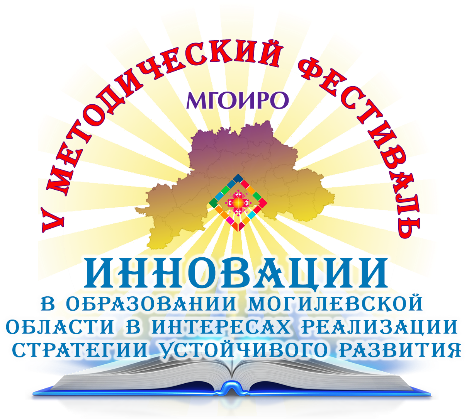 V МЕТОДИЧЕСКИЙ ФЕСТИВАЛЬ
МГОИРО
ИННОВАЦИИ
В ОБРАЗОВАНИИ МОГИЛЕВСКОЙ
ОБЛАСТИ В ИНТЕРЕСАХ РЕАЛИЗАЦИИ
СТРАТЕГИИ УСТОЙЧИВОГО РАЗВИТИЯ